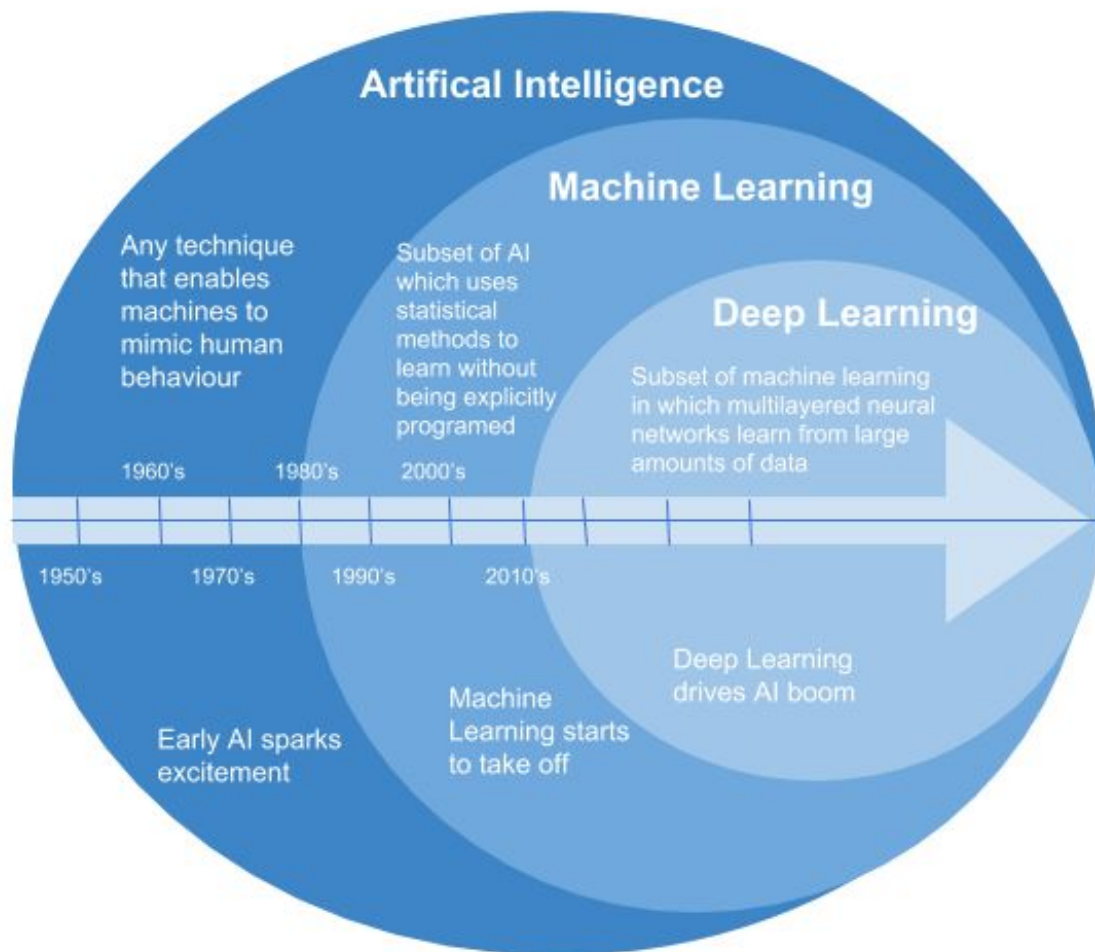 Artifical Intelligence
Machine Learning
Any technique
that enables
machines to
mimic human
behaviour
Subset of AI
which uses
statistical
methods to
learn without
being explicitly
programed
Deep Learning
Subset of machine learning
in which multilayered neural
networks learn from large
amounts of data
1960's
1980's
2000's
1950's
1970's
1990's
2010's
Early AI sparks
excitement
Machine
Learning starts
to take off
Deep Learning
drives AI boom